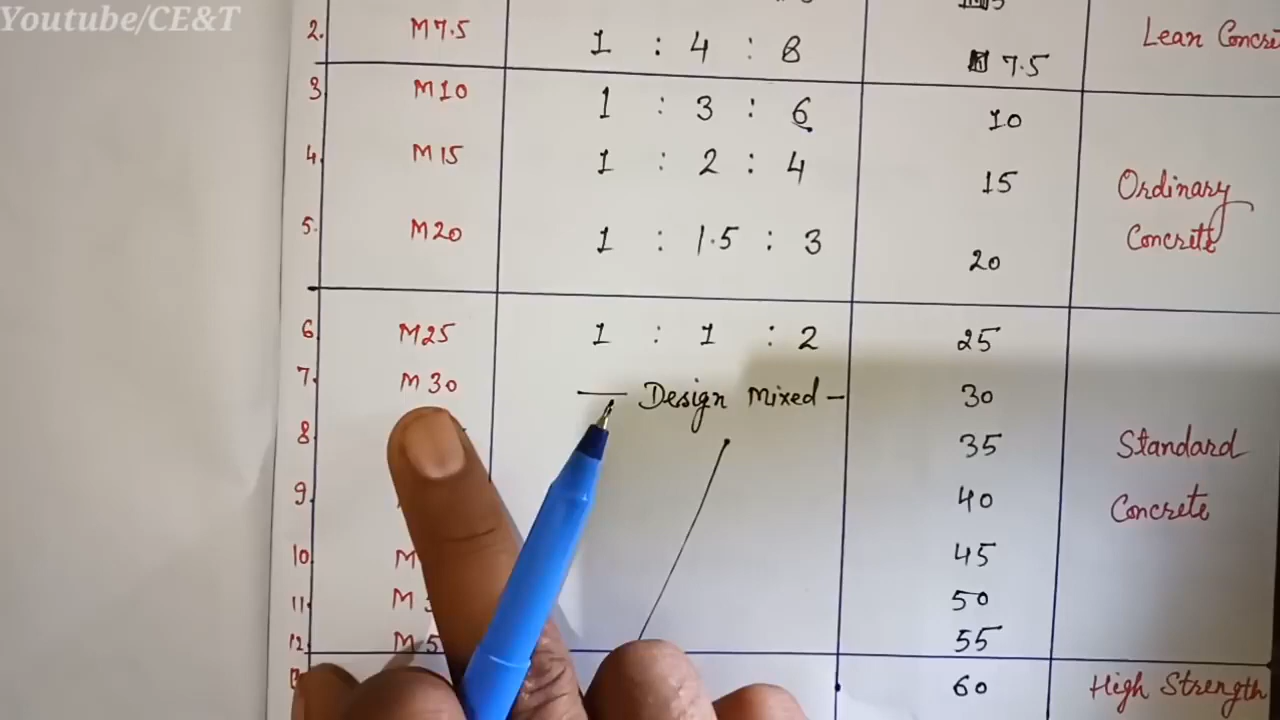 Youtube/CE&T
2. M7.5 1 : 4 : 8 7.5 Lean Concre
3. M10 1 : 3 : 6 10
4. M15 1 : 2 : 4 15 Ordinary
5. M20 1 : 1.5 : 3 20 Concrete
6 M25 1 : 1 : 2 25
7. M30 — Design Mixed - 30
8 35 Standard
9 40 Concrete
10. M 45
11. M 50
12. M5 55
60 High Strength